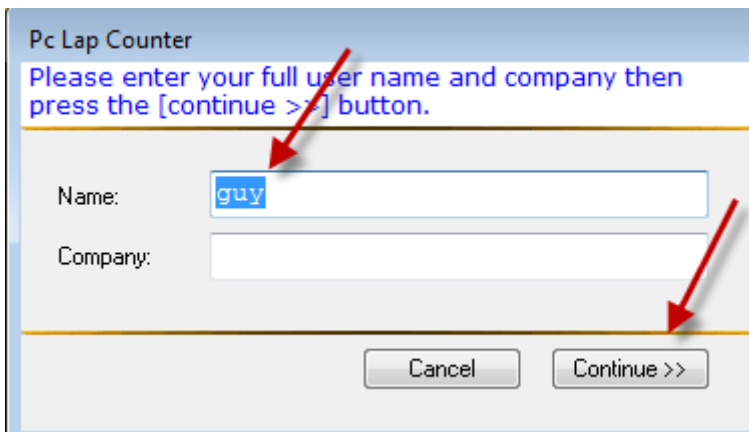 Pc Lap Counter
Please enter your full user name and company then
press the [continue >>] button.
Name: guy
Company:
Cancel Continue >>